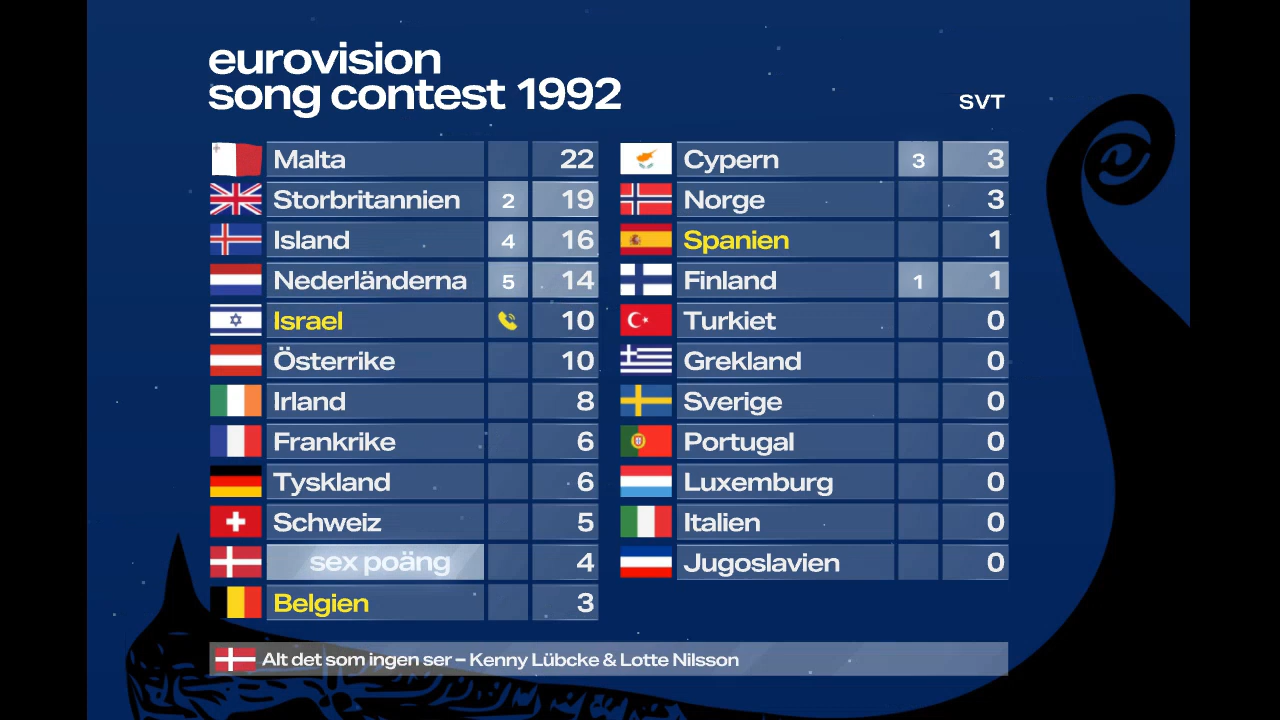 eurovision
song contest 1992
SVT
Malta 22
Storbritannien 2 19
Island 4 16
Nederländerna 5 14
Israel 10
Österrike 10
Irland 8
Frankrike 6
Tyskland 6
Schweiz 5
sex poäng 4
Belgien 3
Cypern 3 3
Norge 3
Spanien 1
Finland 1 1
Turkiet 0
Grekland 0
Sverige 0
Portugal 0
Luxemburg 0
Italien 0
Jugoslavien 0
Alt det som ingen ser – Kenny Lübcke & Lotte Nilsson